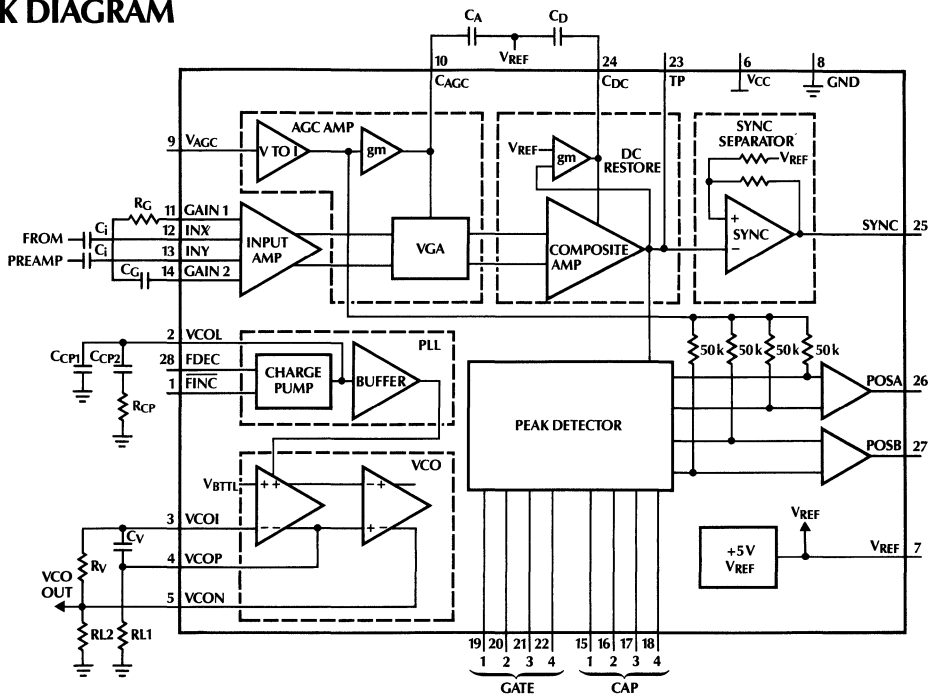 K DIAGRAM
CA
CD
VREF
10
24
23
6
8
CAGC
CDC
TP
VCC
GND
AGC AMP
9
VAGC
V TO I
gm
VREF
gm
DC
RESTORE
SYNC
SEPARATOR
VREF
RG
11
GAIN 1
FROM
Ci
12
INX
PREAMP
Ci
13
INY
CG
14
GAIN 2
INPUT
AMP
VGA
COMPOSITE
AMP
+
SYNC
−
SYNC
25
2
VCOL
PLL
CCP1
CCP2
28
FDEC
1
FINC
RCP
CHARGE
PUMP
BUFFER
50k
50k
50k
50k
PEAK DETECTOR
POSA
26
POSB
27
VCO
VBTTL
++
−+
−−
+−
3
VCOI
CV
4
VCOP
RV
VCO
OUT
5
VCON
RL2
RL1
+5V
VREF
VREF
VREF
7
19
20
21
22
15
16
17
18
1
2
3
4
1
2
3
4
GATE
CAP